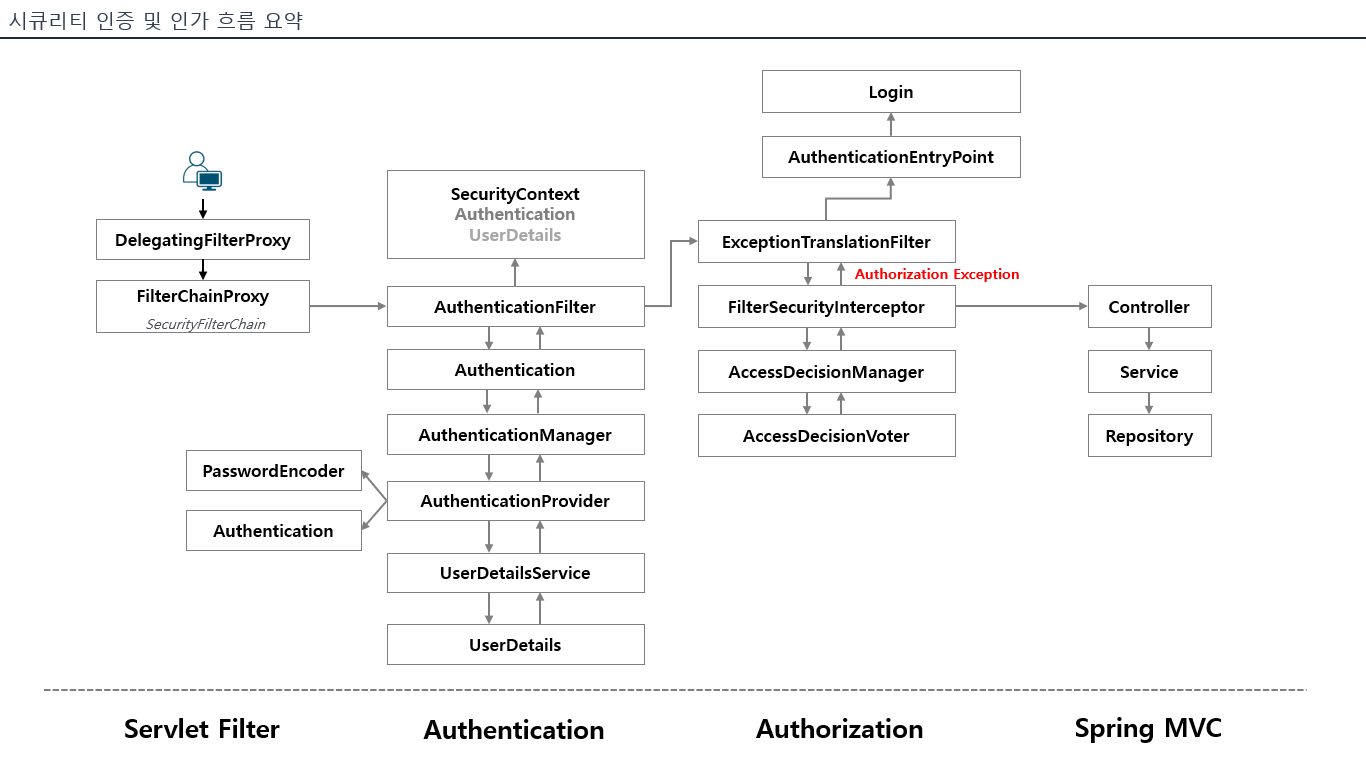 시큐리티 인증 및 인가 흐름 요약
DelegatingFilterProxy
FilterChainProxy
SecurityFilterChain
SecurityContext
Authentication
UserDetails
AuthenticationFilter
Authentication
AuthenticationManager
AuthenticationProvider
PasswordEncoder
Authentication
UserDetailsService
UserDetails
Login
AuthenticationEntryPoint
ExceptionTranslationFilter
Authorization Exception
FilterSecurityInterceptor
AccessDecisionManager
AccessDecisionVoter
Controller
Service
Repository
Servlet Filter
Authentication
Authorization
Spring MVC